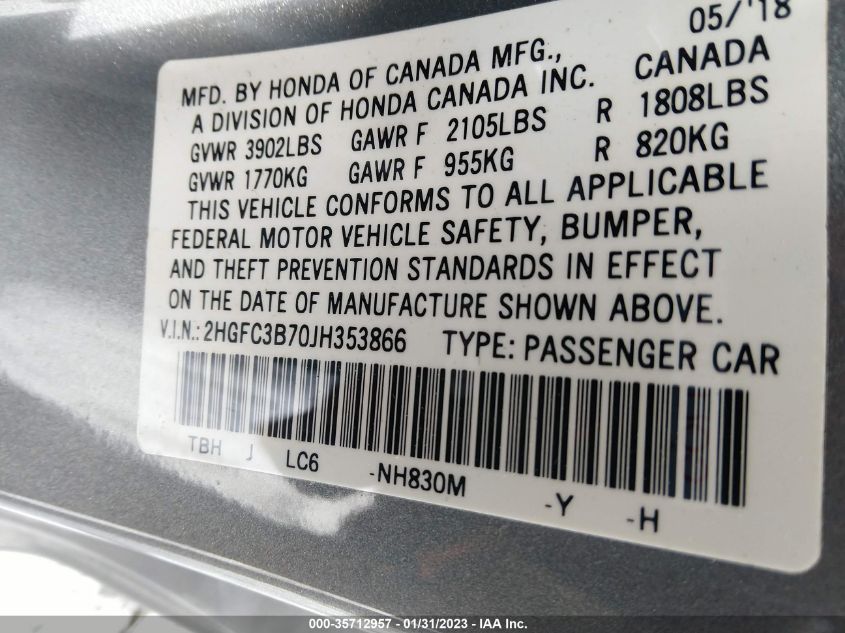 05/'18
MFD. BY HONDA OF CANADA MFG.,
A DIVISION OF HONDA CANADA INC. CANADA
GVWR 3902LBS GAWR F 2105LBS R 1808LBS
GVWR 1770KG GAWR F 955KG R 820KG
THIS VEHICLE CONFORMS TO ALL APPLICABLE
FEDERAL MOTOR VEHICLE SAFETY, BUMPER,
AND THEFT PREVENTION STANDARDS IN EFFECT
ON THE DATE OF MANUFACTURE SHOWN ABOVE.
V.I.N.: 2HGFC3B70JH353866 TYPE: PASSENGER CAR
TBH J LC6 -NH830M -Y -H
000-35712957 - 01/31/2023 - IAA Inc.